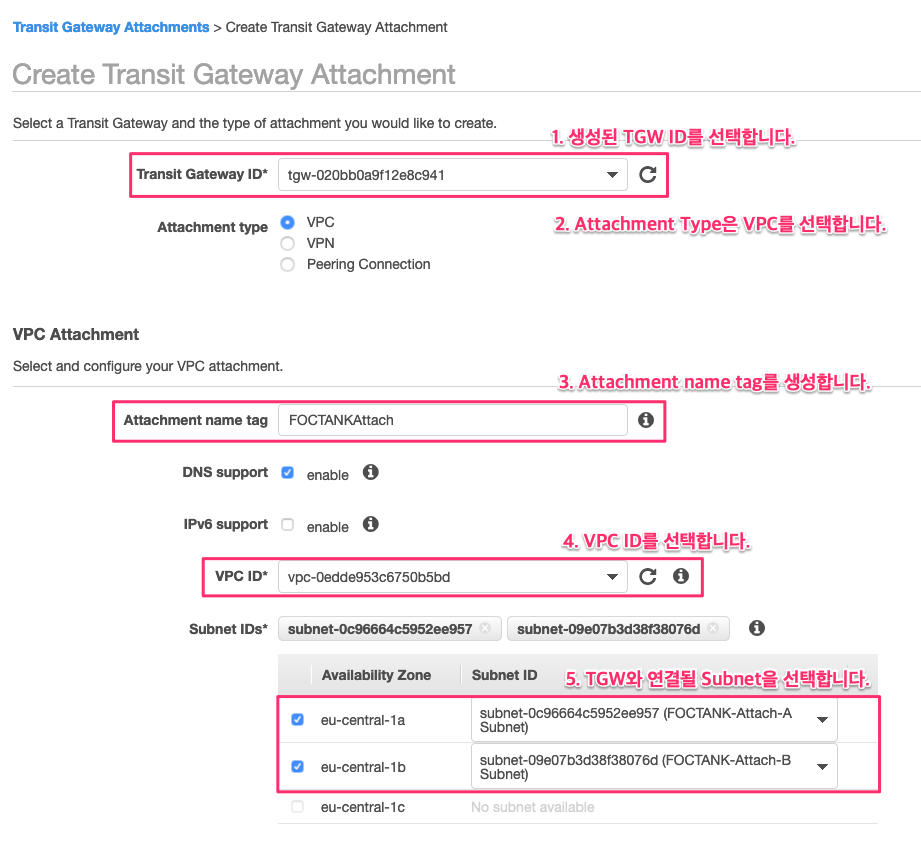 Transit Gateway Attachments > Create Transit Gateway Attachment
Create Transit Gateway Attachment
Select a Transit Gateway and the type of attachment you would like to create.
1. 생성된 TGW ID를 선택합니다.
Transit Gateway ID* tgw-020bb0a9f12e8c941
Attachment type VPC
2. Attachment Type은 VPC를 선택합니다.
VPN
Peering Connection
VPC Attachment
Select and configure your VPC attachment.
3. Attachment name tag를 생성합니다.
Attachment name tag FOCTANKAttach
DNS support enable
IPv6 support enable
4. VPC ID를 선택합니다.
VPC ID* vpc-0edde953c6750b5bd
Subnet IDs* subnet-0c96664c5952ee957 subnet-09e07b3d38f38076d
Availability Zone Subnet ID
5. TGW와 연결될 Subnet을 선택합니다.
eu-central-1a subnet-0c96664c5952ee957 (FOCTANK-Attach-A
Subnet)
eu-central-1b subnet-09e07b3d38f38076d (FOCTANK-Attach-B
Subnet)
eu-central-1c No subnet available